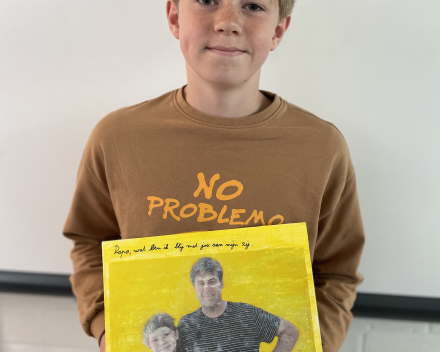 NO
PROBLEMO
Papa, wat ben ik blij met jou aan mijn zij